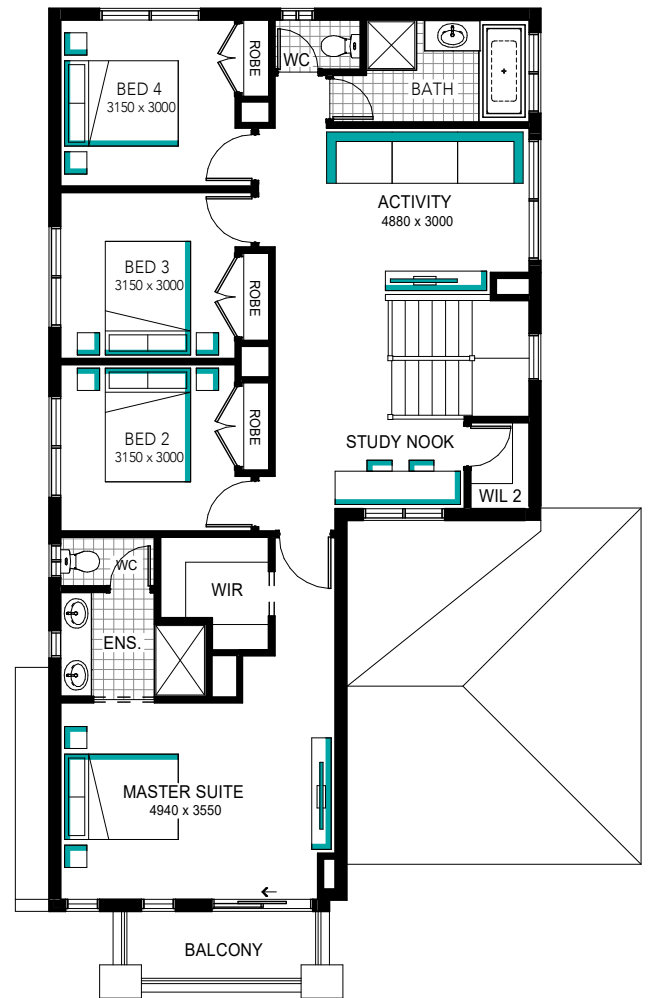 ROBE
WC
BED 4
3150 x 3000
BATH
ACTIVITY
4880 x 3000
BED 3
3150 x 3000
ROBE
ROBE
BED 2
3150 x 3000
STUDY NOOK
WIL 2
WC
WIR
ENS.
MASTER SUITE
4940 x 3550
BALCONY